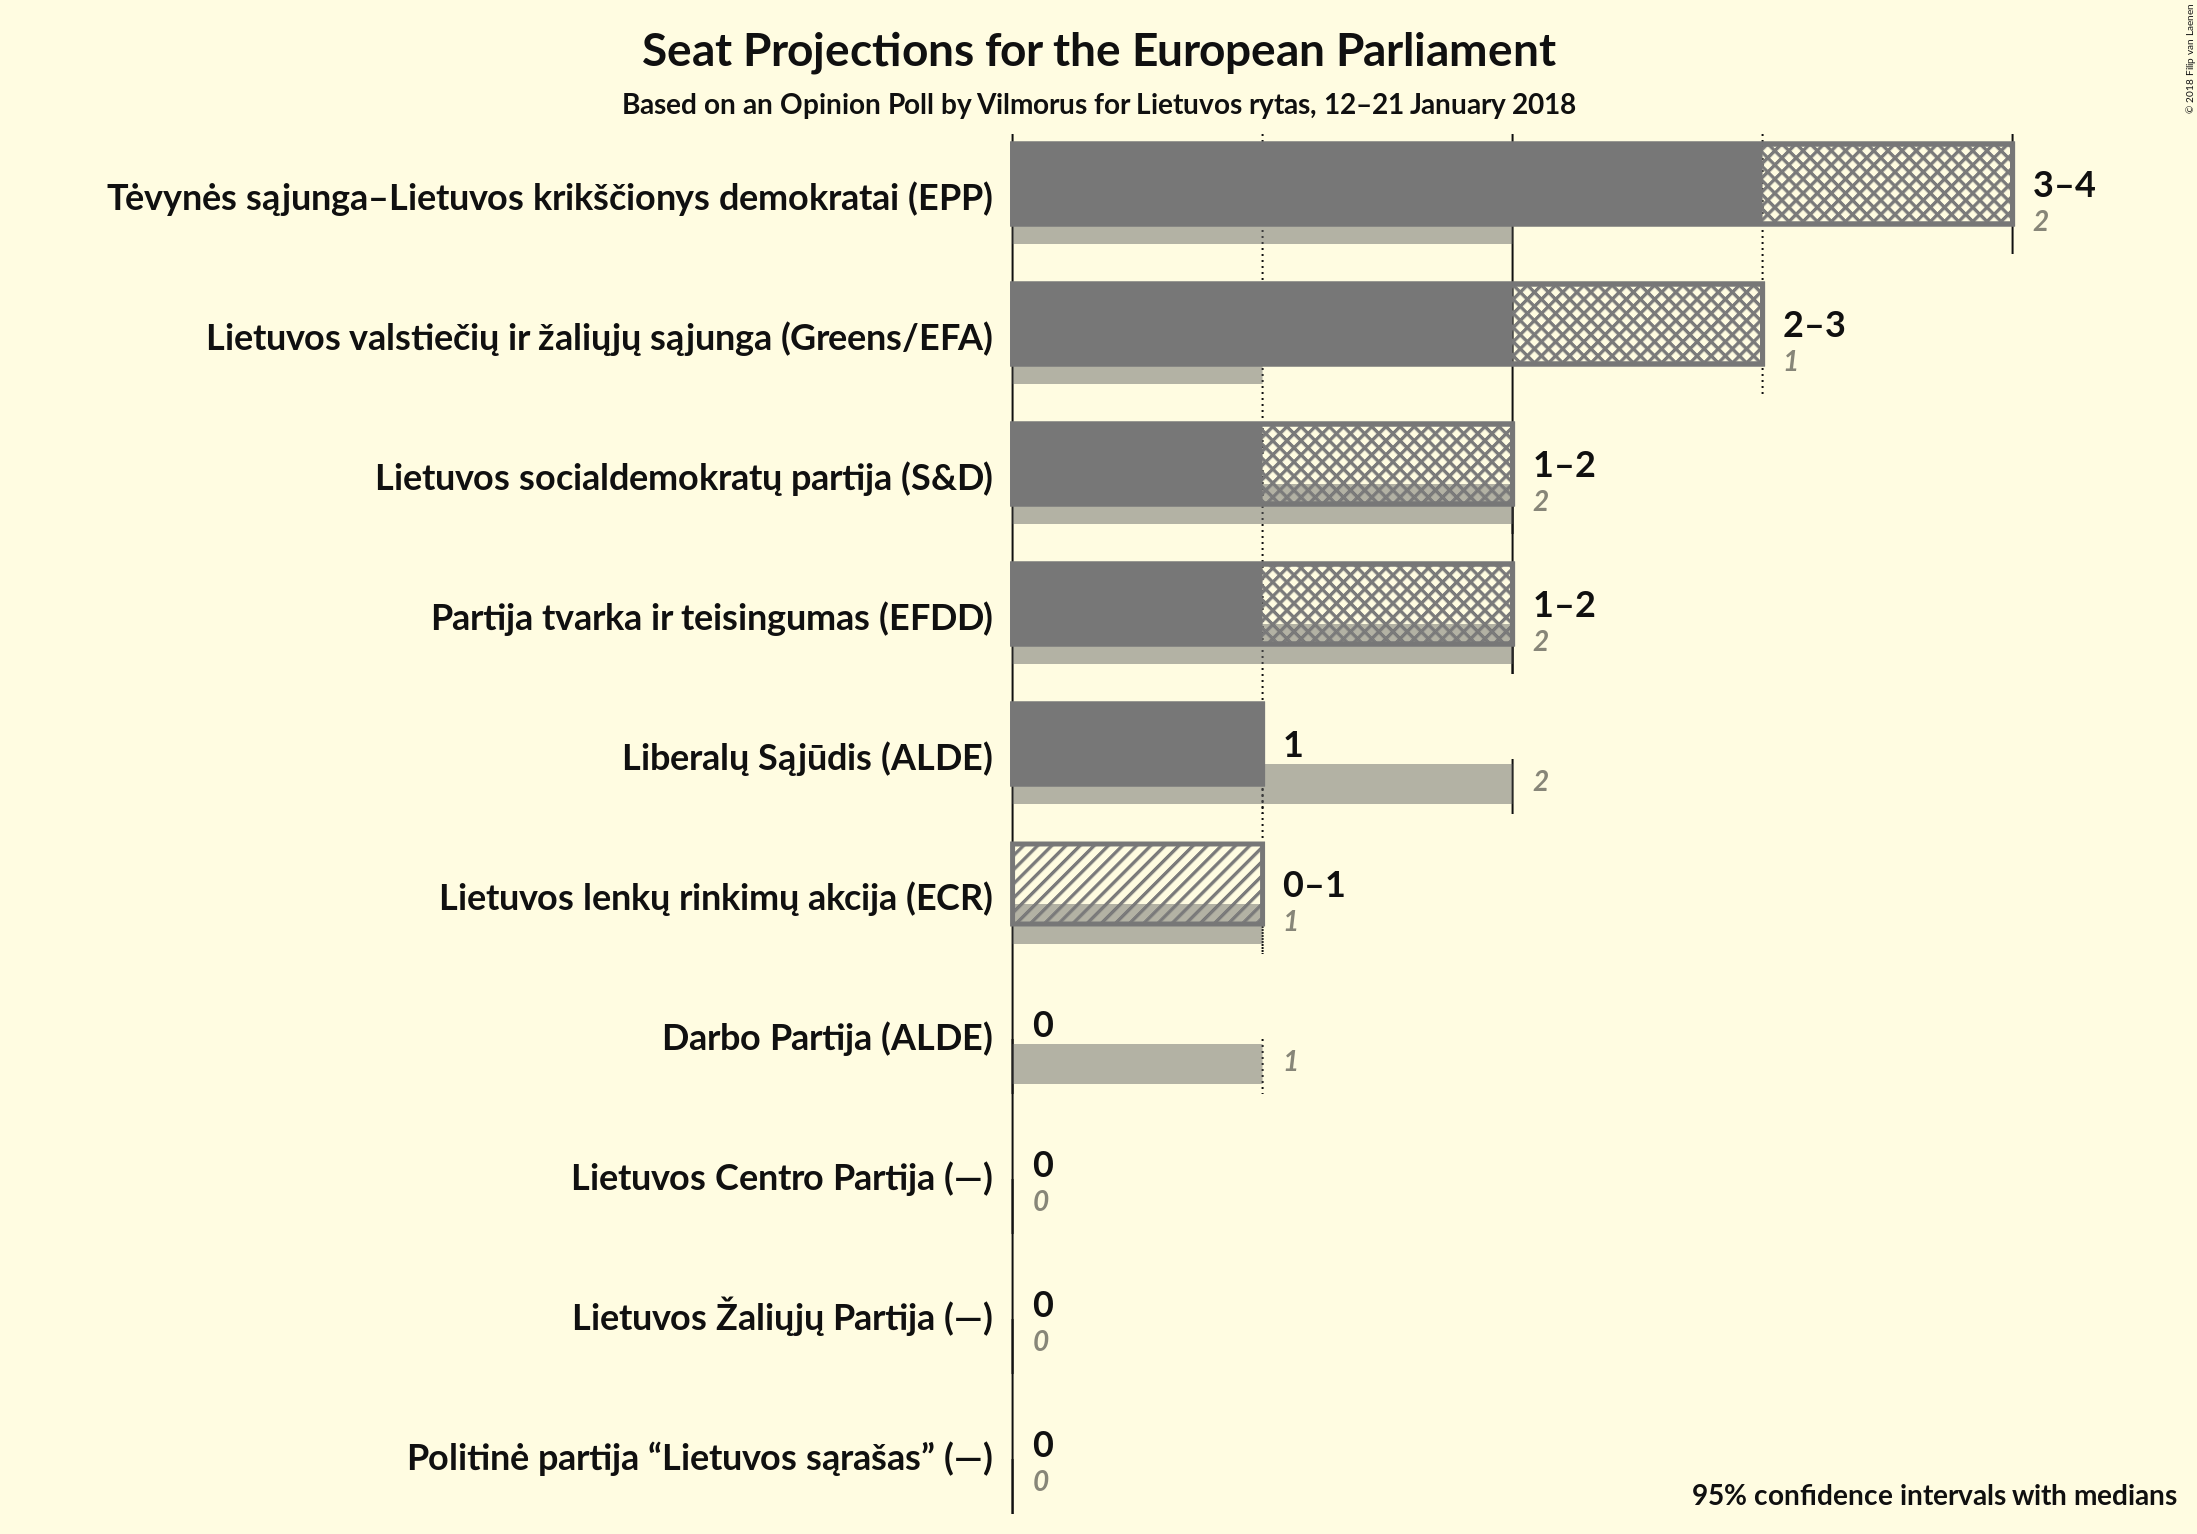 Seat Projections for the European Parliament
Based on an Opinion Poll by Vilmorus for Lietuvos rytas, 12–21 January 2018
© 2018 Filip van Laenen
Tėvynės sąjunga–Lietuvos krikščionys demokratai (EPP)
3–4
2
Lietuvos valstiečių ir žaliųjų sąjunga (Greens/EFA)
2–3
1
Lietuvos socialdemokratų partija (S&D)
1–2
2
Partija tvarka ir teisingumas (EFDD)
1–2
2
Liberalų Sąjūdis (ALDE)
1
2
Lietuvos lenkų rinkimų akcija (ECR)
0–1
1
Darbo Partija (ALDE)
0
1
Lietuvos Centro Partija (—)
0
0
Lietuvos Žaliųjų Partija (—)
0
0
Politinė partija “Lietuvos sąrašas” (—)
0
0
95% confidence intervals with medians